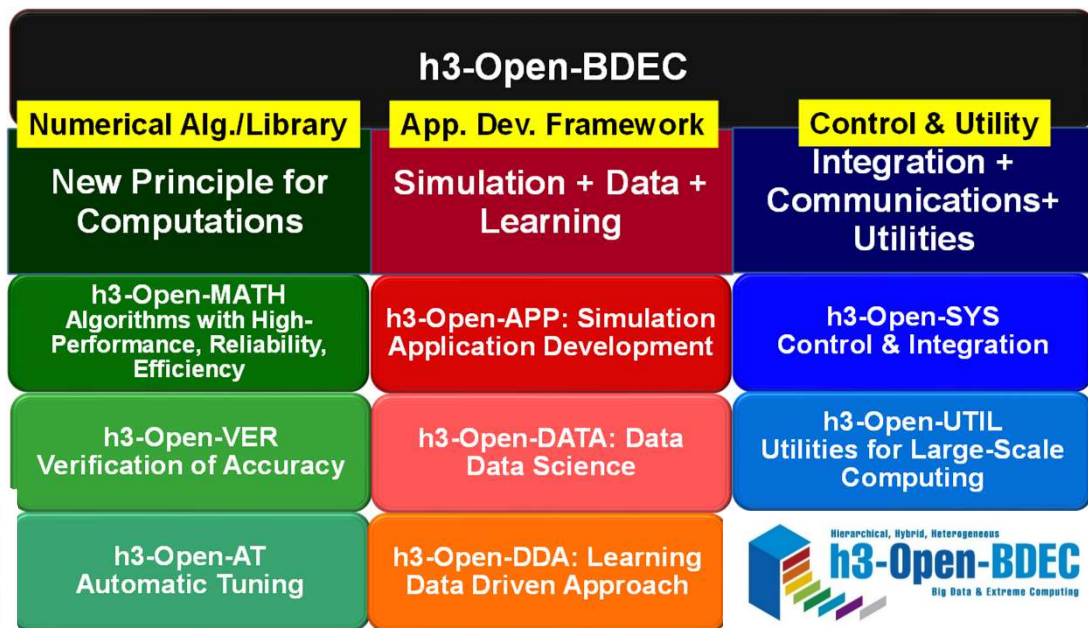 h3-Open-BDEC
Numerical Alg./Library
New Principle for
Computations
h3-Open-MATH
Algorithms with High-
Performance, Reliability,
Efficiency
h3-Open-VER
Verification of Accuracy
h3-Open-AT
Automatic Tuning
App. Dev. Framework
Simulation + Data +
Learning
h3-Open-APP: Simulation
Application Development
h3-Open-DATA: Data
Data Science
h3-Open-DDA: Learning
Data Driven Approach
Control & Utility
Integration +
Communications+
Utilities
h3-Open-SYS
Control & Integration
h3-Open-UTIL
Utilities for Large-Scale
Computing
Hierarchical, Hybrid, Heterogeneous
h3-Open-BDEC
Big Data & Extreme Computing